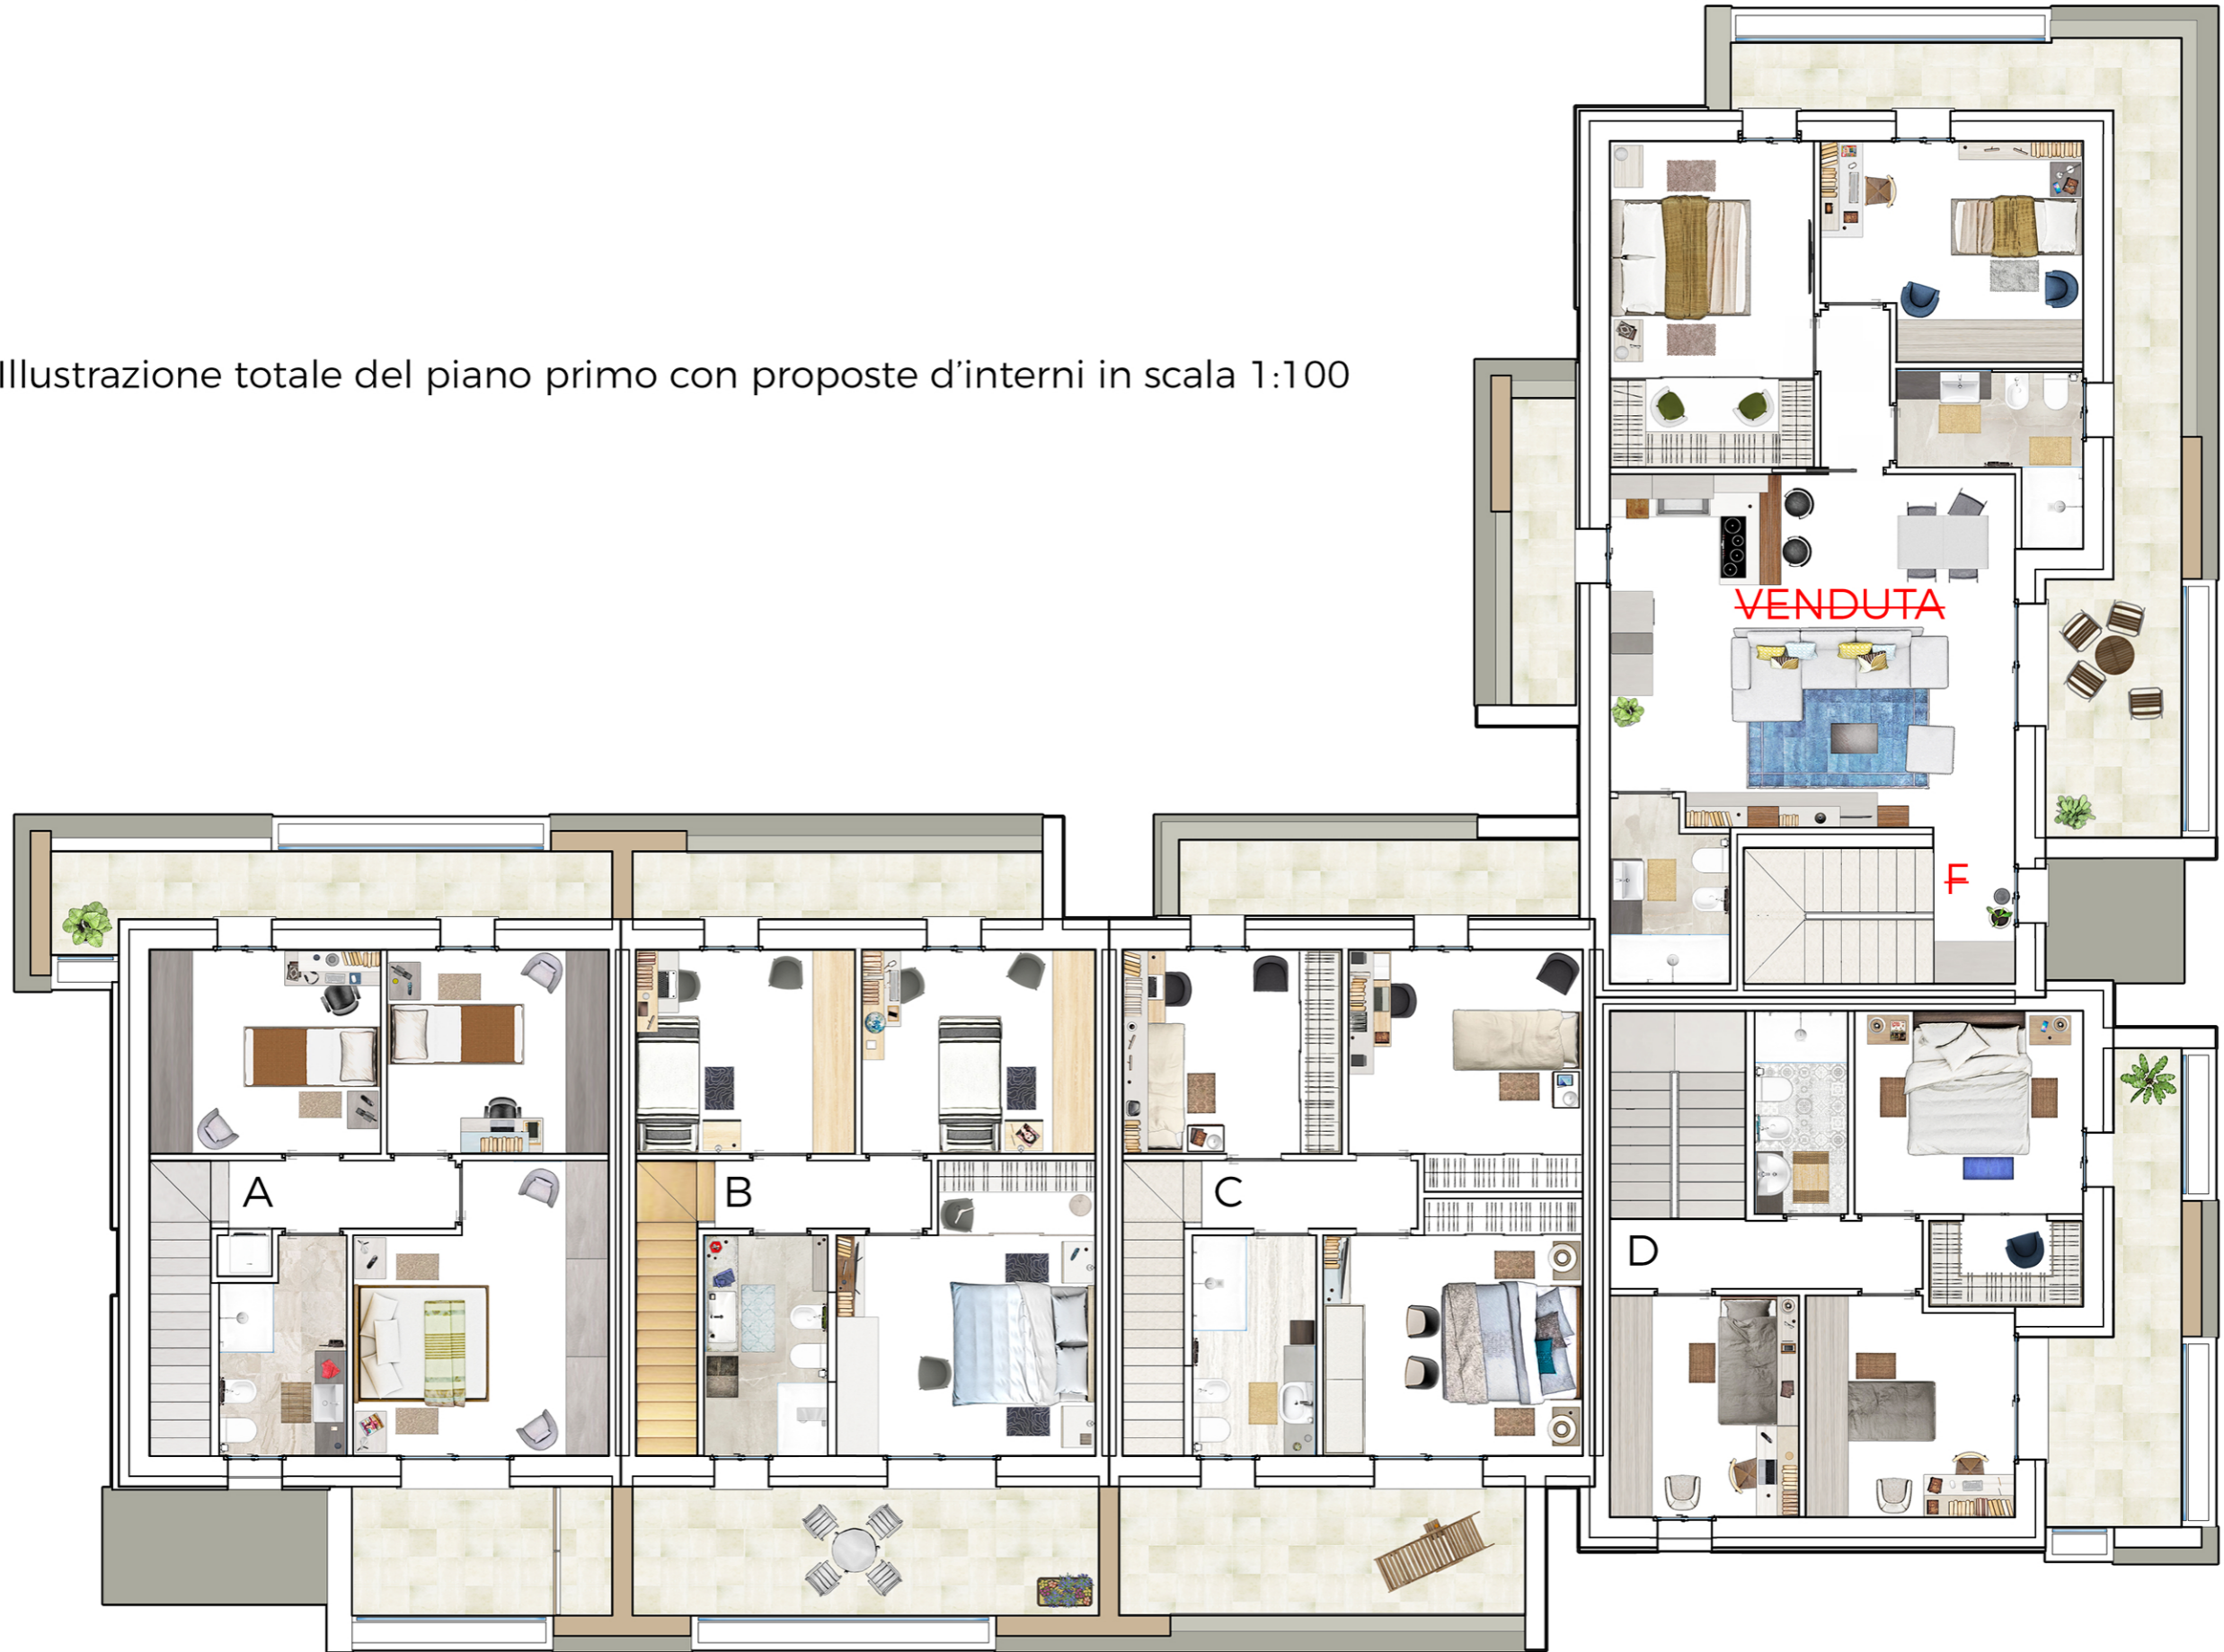 Illustrazione totale del piano primo con proposte d’interni in scala 1:100
VENDUTA
F
A
B
C
D